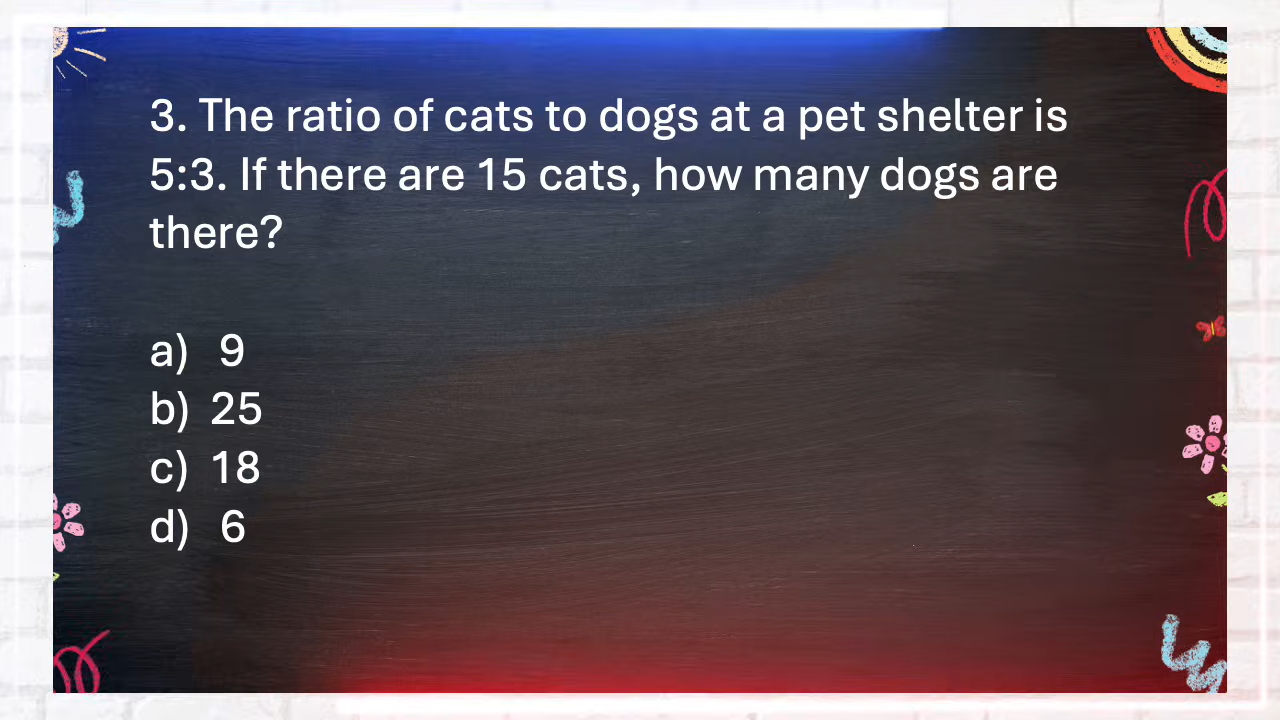 3. The ratio of cats to dogs at a pet shelter is
5:3. If there are 15 cats, how many dogs are
there?
a) 9
b) 25
c) 18
d) 6